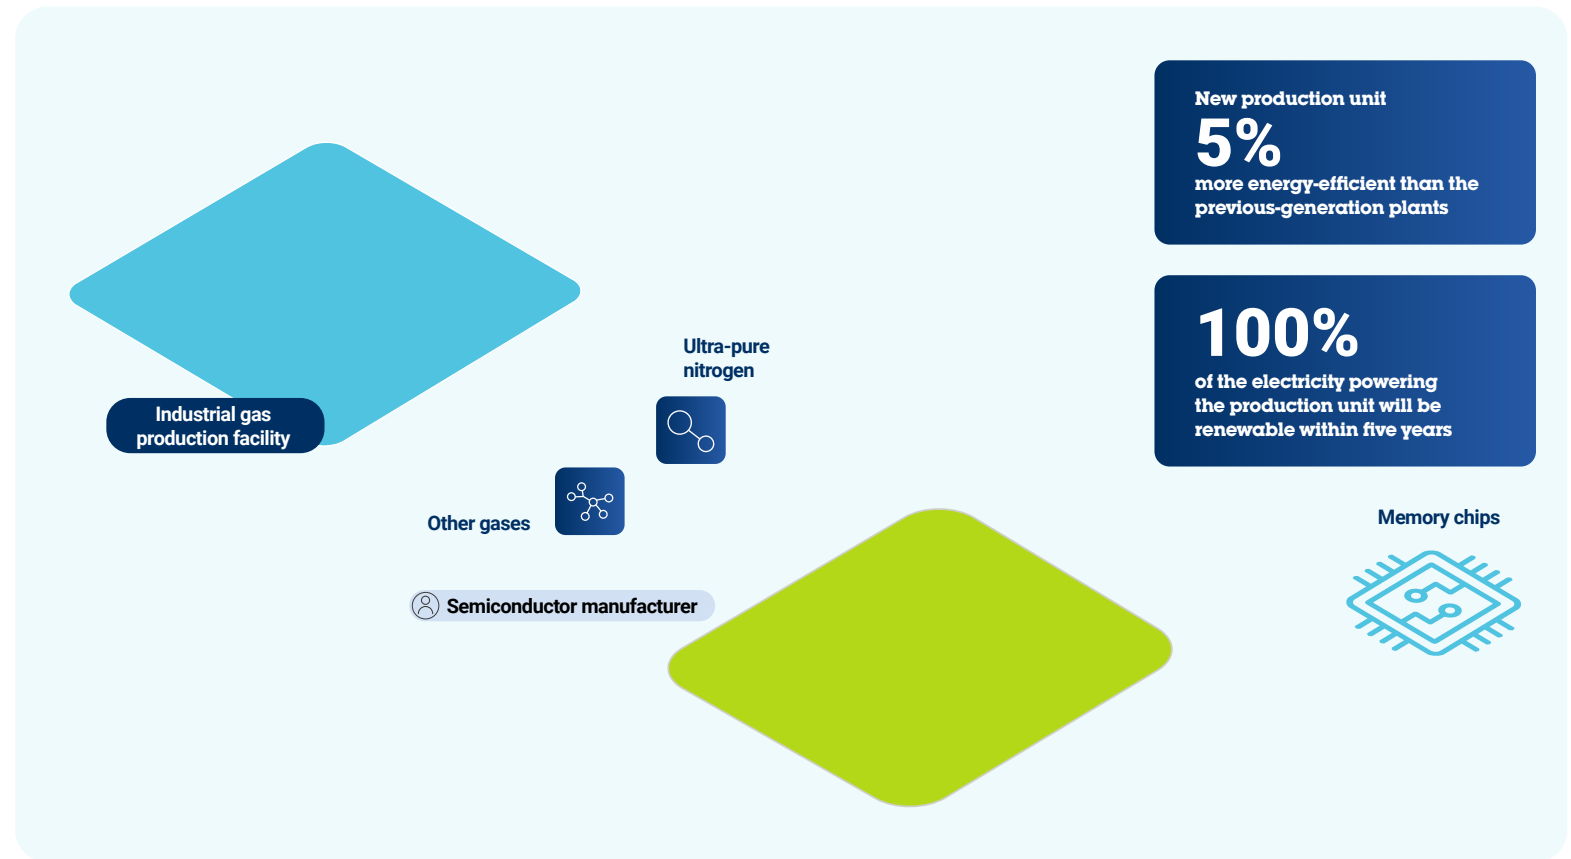 New production unit
5%
more energy-efficient than the
previous-generation plants
100%
of the electricity powering
the production unit will be
renewable within five years
Ultra-pure
nitrogen
Industrial gas
production facility
Other gases
Memory chips
Semiconductor manufacturer